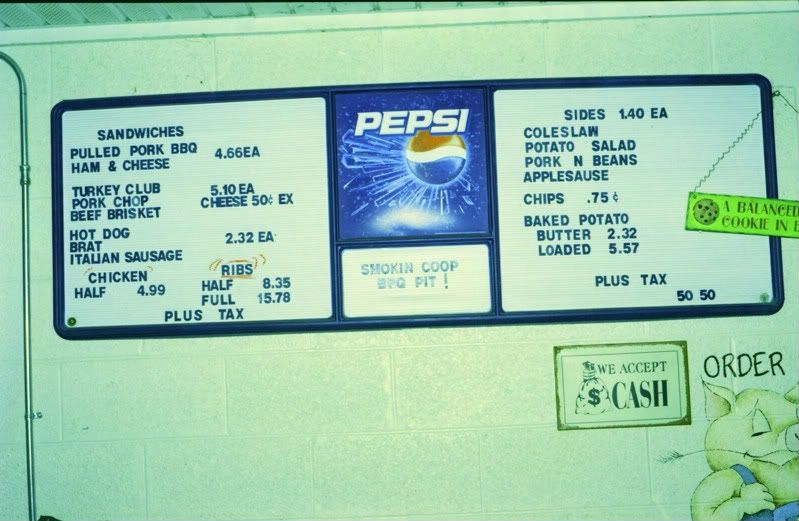 SANDWICHES
PULLED PORK BBQ 4.66EA
HAM & CHEESE
TURKEY CLUB 5.10 EA
PORK CHOP CHEESE 50¢ EX
BEEF BRISKET
HOT DOG
BRAT 2.32 EA
ITALIAN SAUSAGE
CHICKEN
HALF 4.99
RIBS
HALF 8.35
FULL 15.78
PLUS TAX
PEPSI
SMOKIN COOP
BBQ PIT !
SIDES 1.40 EA
COLESLAW
POTATO SALAD
PORK N BEANS
APPLESAUSE
CHIPS .75¢
BAKED POTATO
BUTTER 2.32
LOADED 5.57
PLUS TAX
50 50
A BALANCED
COOKIE IN
WE ACCEPT
$ CASH
ORDER